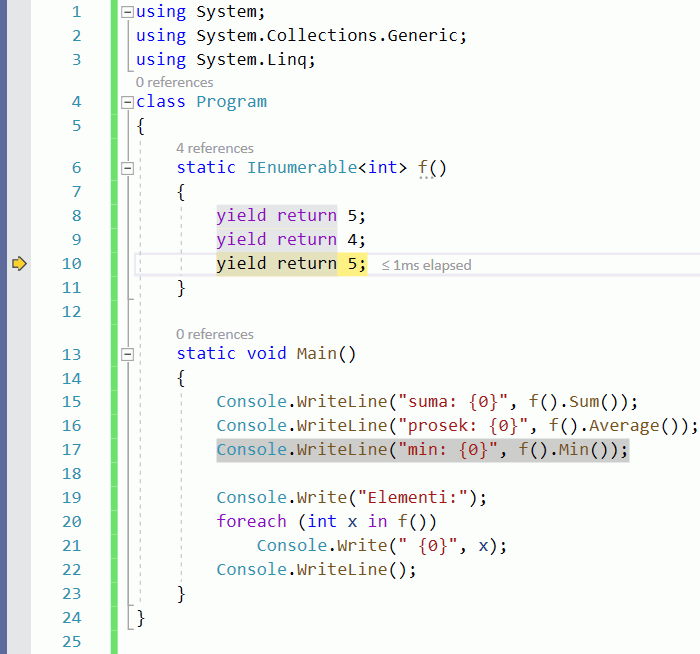 1 using System;
2 using System.Collections.Generic;
3 using System.Linq;
0 references
4 class Program
5 {
4 references
6 static IEnumerable<int> f()
7 {
8 yield return 5;
9 yield return 4;
10 yield return 5; ≤ 1ms elapsed
11 }
12
0 references
13 static void Main()
14 {
15 Console.WriteLine("suma: {0}", f().Sum());
16 Console.WriteLine("prosek: {0}", f().Average());
17 Console.WriteLine("min: {0}", f().Min());
18
19 Console.Write("Elementi:");
20 foreach (int x in f())
21 Console.Write(" {0}", x);
22 Console.WriteLine();
23 }
24 }
25